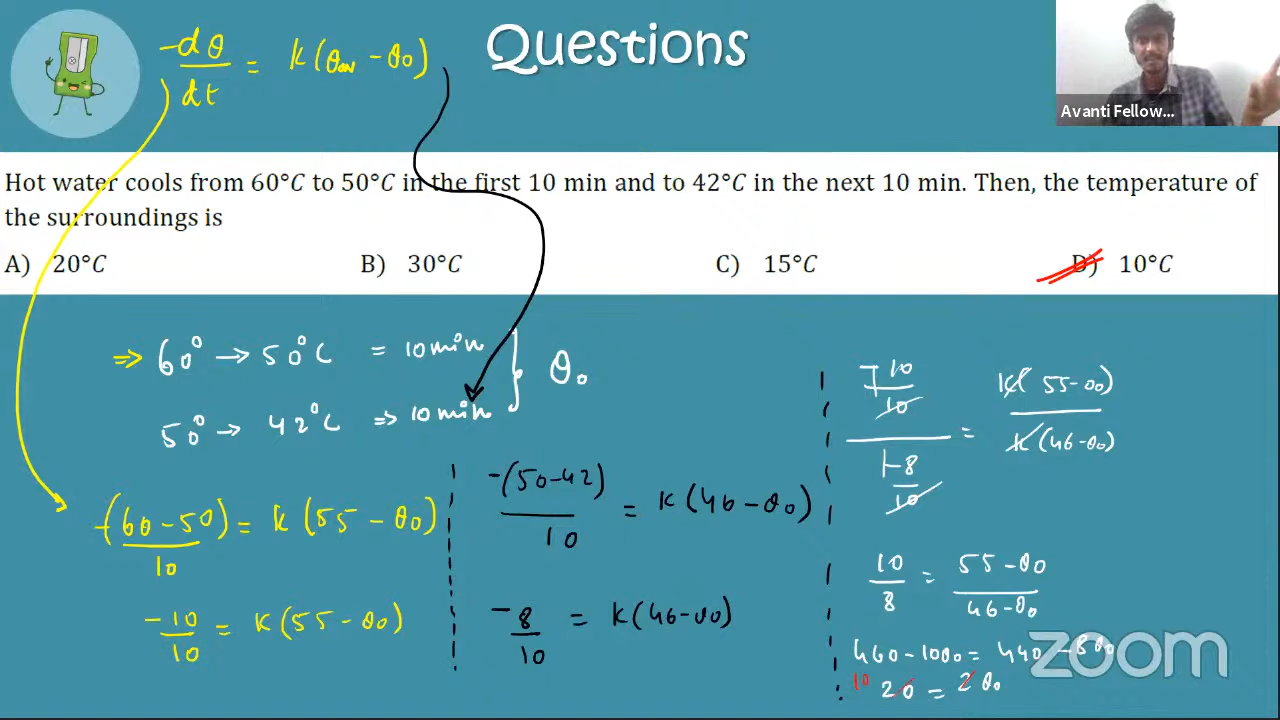 Questions
-dθ/dt = k(θav - θ0)
Avanti Fellow...
Hot water cools from 60°C to 50°C in the first 10 min and to 42°C in the next 10 min. Then, the temperature of
the surroundings is
A) 20°C B) 30°C C) 15°C D) 10°C
⇒ 60° → 50°C = 10min
50° → 42°C ⇒ 10min } θ0
-(60-50)/10 = k(55 - θ0)
-10/10 = k(55 - θ0)
-(50-42)/10 = k(46 - θ0)
-8/10 = k(46-θ0)
(-10/10)/(-8/10) = k(55-θ0)/k(46-θ0)
10/8 = (55-θ0)/(46-θ0)
460-10θ0 = 440-8θ0
10 20 = 2θ0
zoom